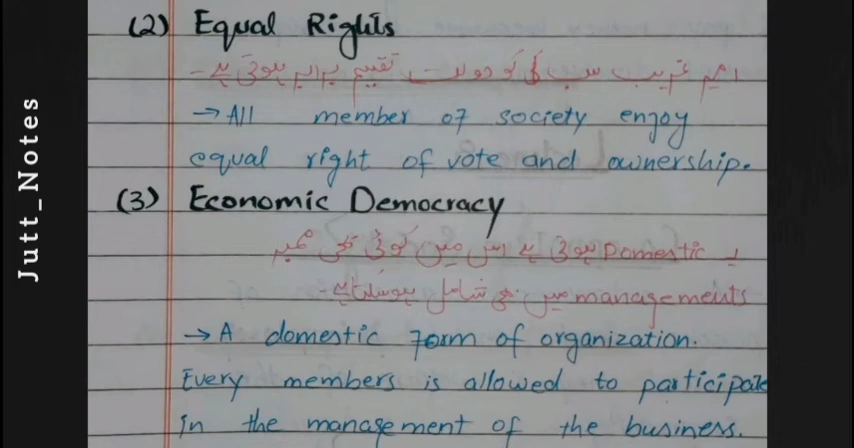 (2) Equal Rights
امیر غریب سب کی کو دولت تقسیم برابر ہوتی ہے۔
→ All member of society enjoy
equal right of vote and ownership.
(3) Economic Democracy
یہ Domestic ہوتی ہے اس میں کوئی بھی ممبر
managements میں بھی شامل ہو سکتا ہے۔
→ A domestic form of organization.
Every members is allowed to participate
in the management of the business.
Jutt_Notes